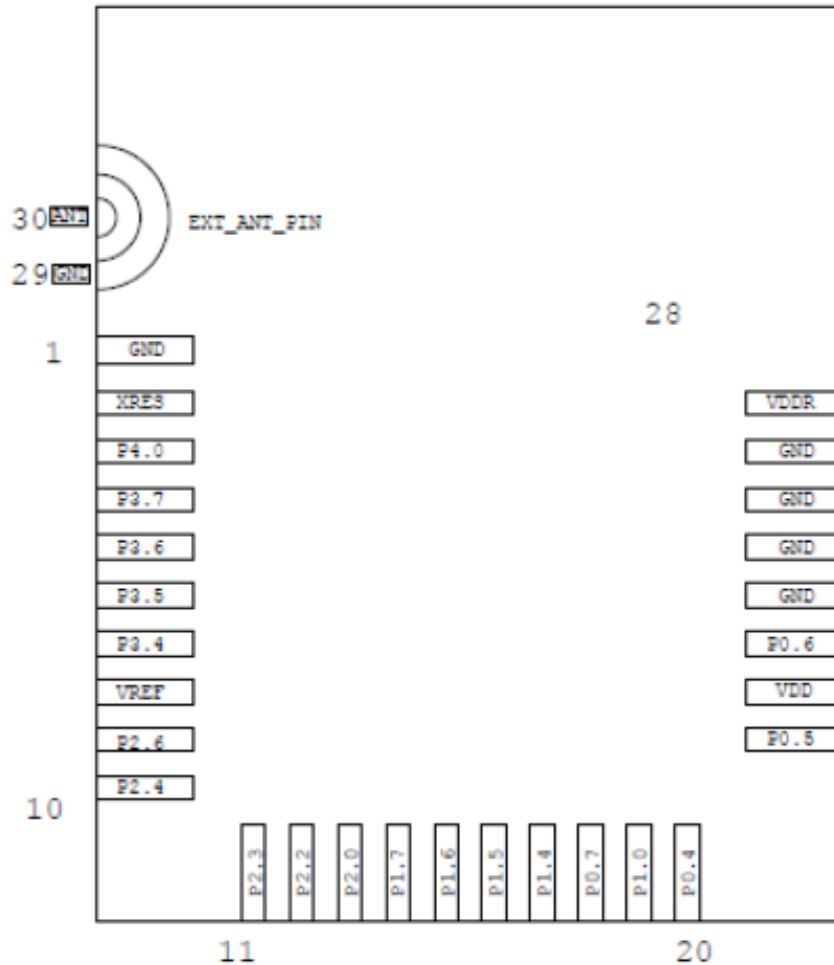 30 ANT
EXT_ANT_PIN
29 GND
28
1 GND
XRES
VDDR
P4.0
GND
P3.7
GND
P3.6
GND
P3.5
GND
P3.4
P0.6
VREF
VDD
P2.6
P0.5
10 P2.4
P2.3
P2.2
P2.0
P1.7
P1.6
P1.5
P1.4
P0.7
P1.0
P0.4
11
20